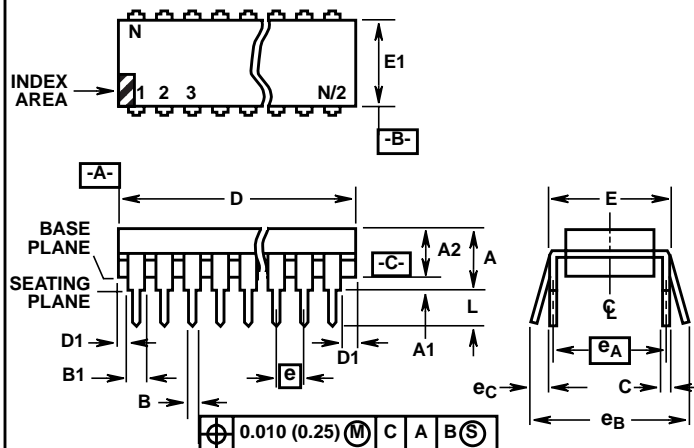 N
E1
INDEX
AREA
1 2 3 N/2
-B-
-A-
D
E
BASE
PLANE
A2
A
-C-
SEATING
PLANE
L
D1
A1
D1
eA
B1
e
eC
C
B
eB
0.010 (0.25) M C A B S
CL